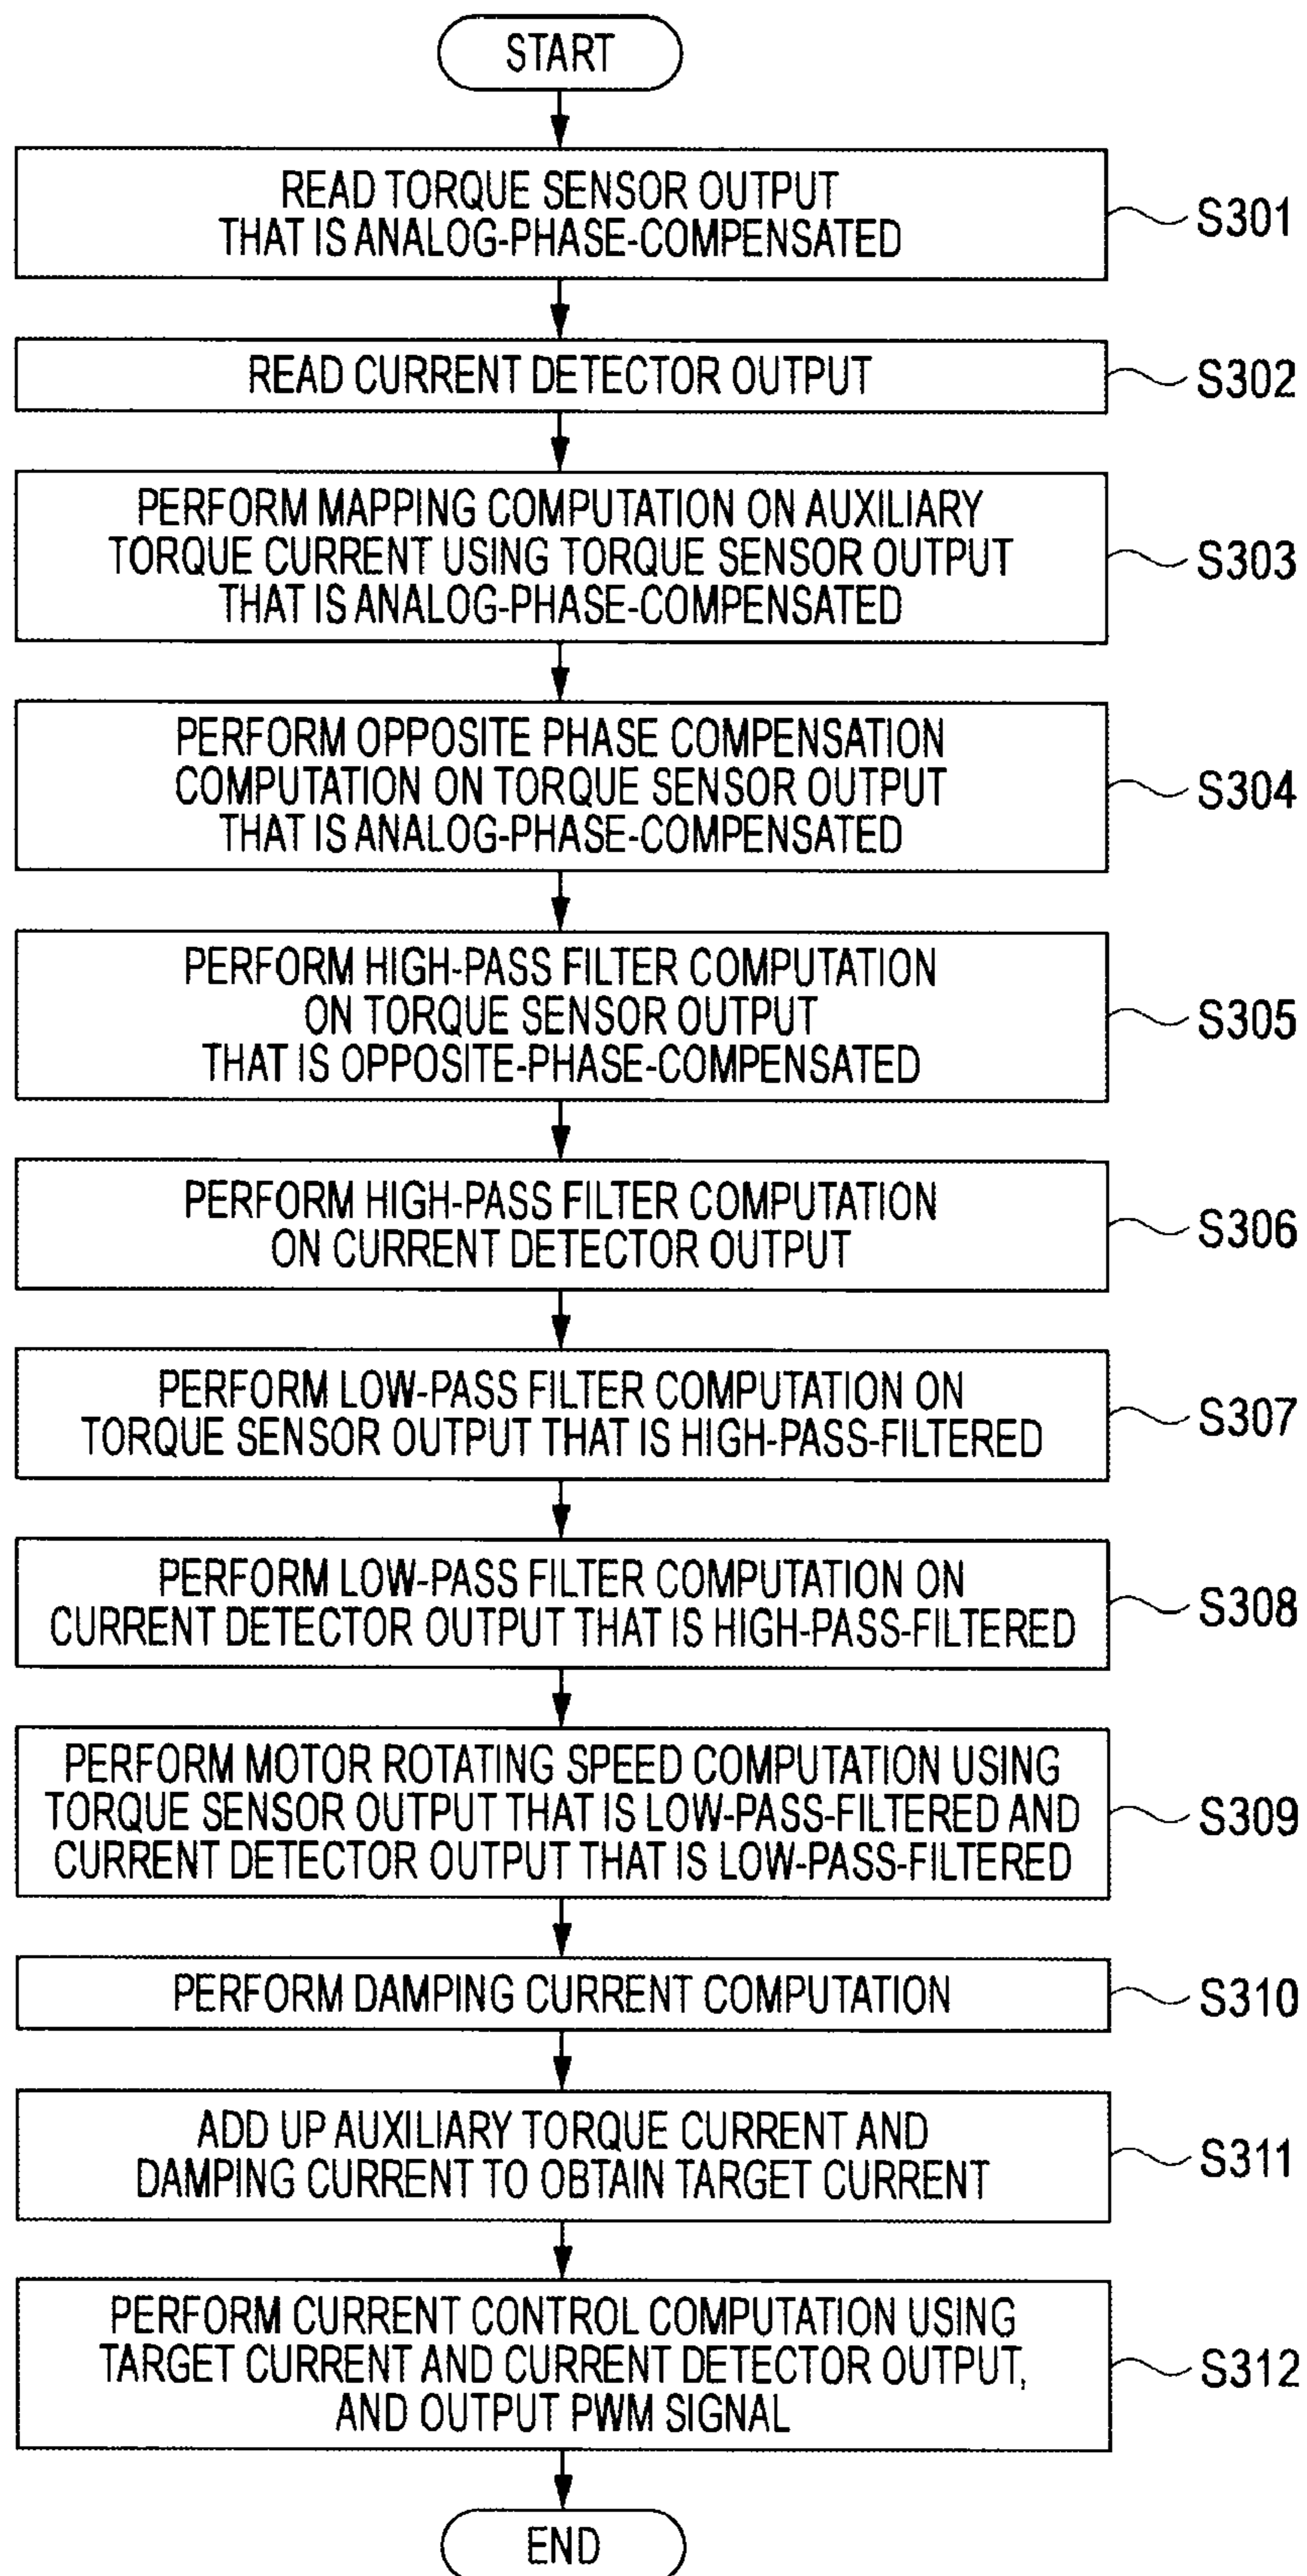 START
READ TORQUE SENSOR OUTPUT
THAT IS ANALOG-PHASE-COMPENSATED
S301
READ CURRENT DETECTOR OUTPUT
S302
PERFORM MAPPING COMPUTATION ON AUXILIARY
TORQUE CURRENT USING TORQUE SENSOR OUTPUT
THAT IS ANALOG-PHASE-COMPENSATED
S303
PERFORM OPPOSITE PHASE COMPENSATION
COMPUTATION ON TORQUE SENSOR OUTPUT
THAT IS ANALOG-PHASE-COMPENSATED
S304
PERFORM HIGH-PASS FILTER COMPUTATION
ON TORQUE SENSOR OUTPUT
THAT IS OPPOSITE-PHASE-COMPENSATED
S305
PERFORM HIGH-PASS FILTER COMPUTATION
ON CURRENT DETECTOR OUTPUT
S306
PERFORM LOW-PASS FILTER COMPUTATION ON
TORQUE SENSOR OUTPUT THAT IS HIGH-PASS-FILTERED
S307
PERFORM LOW-PASS FILTER COMPUTATION ON
CURRENT DETECTOR OUTPUT THAT IS HIGH-PASS-FILTERED
S308
PERFORM MOTOR ROTATING SPEED COMPUTATION USING
TORQUE SENSOR OUTPUT THAT IS LOW-PASS-FILTERED AND
CURRENT DETECTOR OUTPUT THAT IS LOW-PASS-FILTERED
S309
PERFORM DAMPING CURRENT COMPUTATION
S310
ADD UP AUXILIARY TORQUE CURRENT AND
DAMPING CURRENT TO OBTAIN TARGET CURRENT
S311
PERFORM CURRENT CONTROL COMPUTATION USING
TARGET CURRENT AND CURRENT DETECTOR OUTPUT,
AND OUTPUT PWM SIGNAL
S312
END